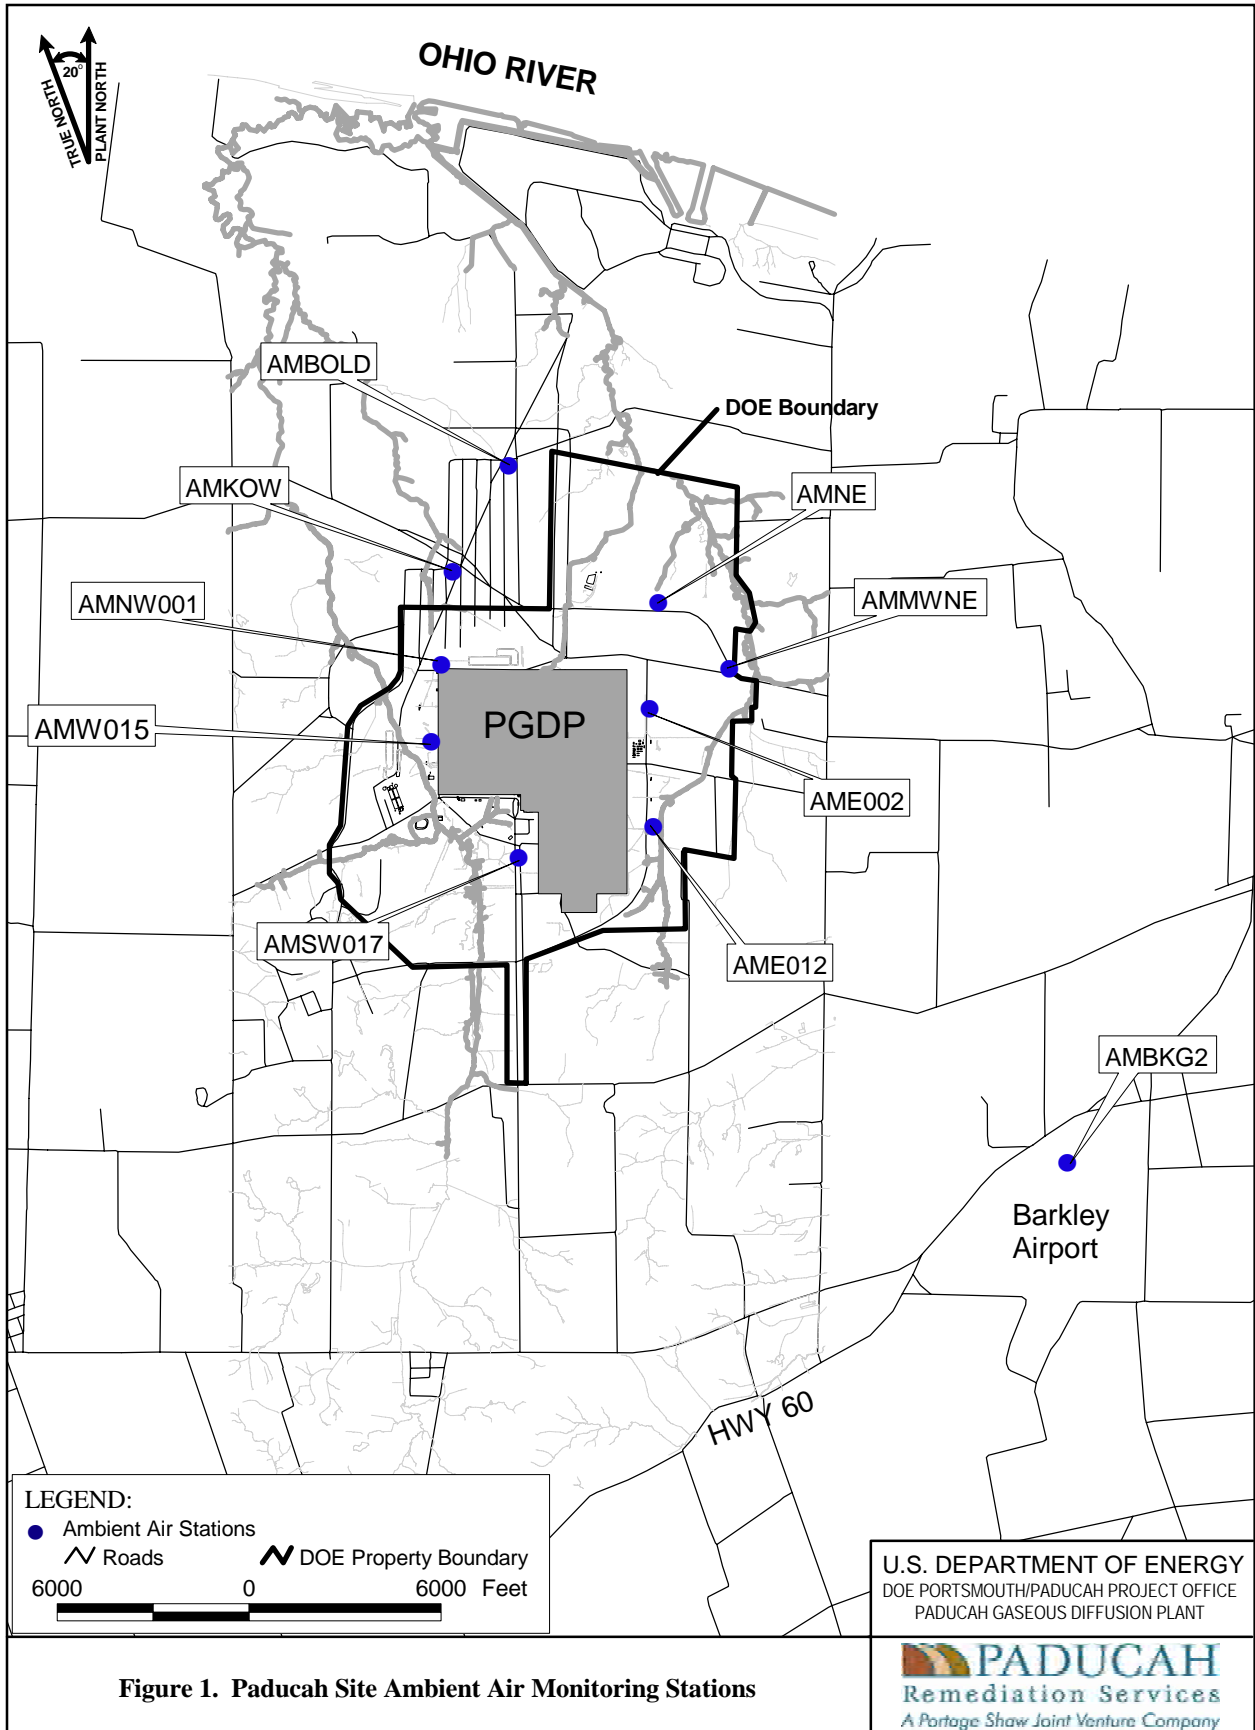 OHIO RIVER
20°
TRUE NORTH
PLANT NORTH
AMBOLD
DOE Boundary
AMKOW
AMNE
AMNW001
AMMWNE
AMW015
PGDP
AME002
AMSW017
AME012
AMBKG2
Barkley
Airport
HWY 60
LEGEND:
Ambient Air Stations
Roads
DOE Property Boundary
6000 0 6000 Feet
U.S. DEPARTMENT OF ENERGY
DOE PORTSMOUTH/PADUCAH PROJECT OFFICE
PADUCAH GASEOUS DIFFUSION PLANT
Figure 1. Paducah Site Ambient Air Monitoring Stations
PADUCAH
Remediation Services
A Portage Shaw Joint Venture Company